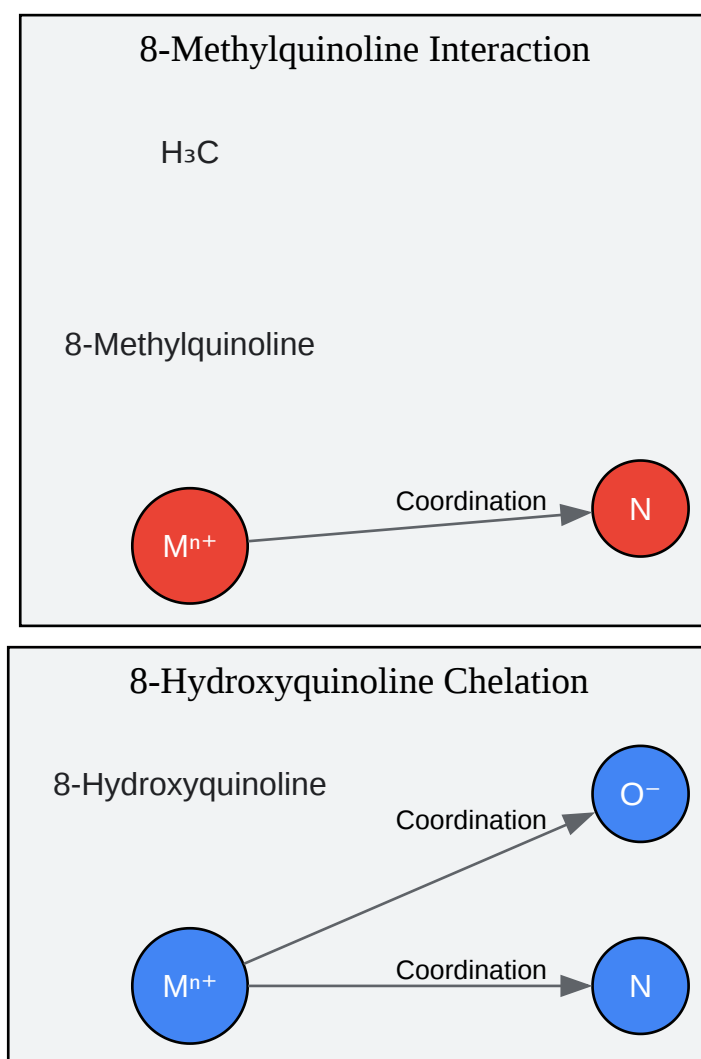 8-Methylquinoline Interaction
H₃C
8-Methylquinoline
Coordination
Mⁿ⁺
N
8-Hydroxyquinoline Chelation
8-Hydroxyquinoline
O⁻
Coordination
Coordination
Mⁿ⁺
N